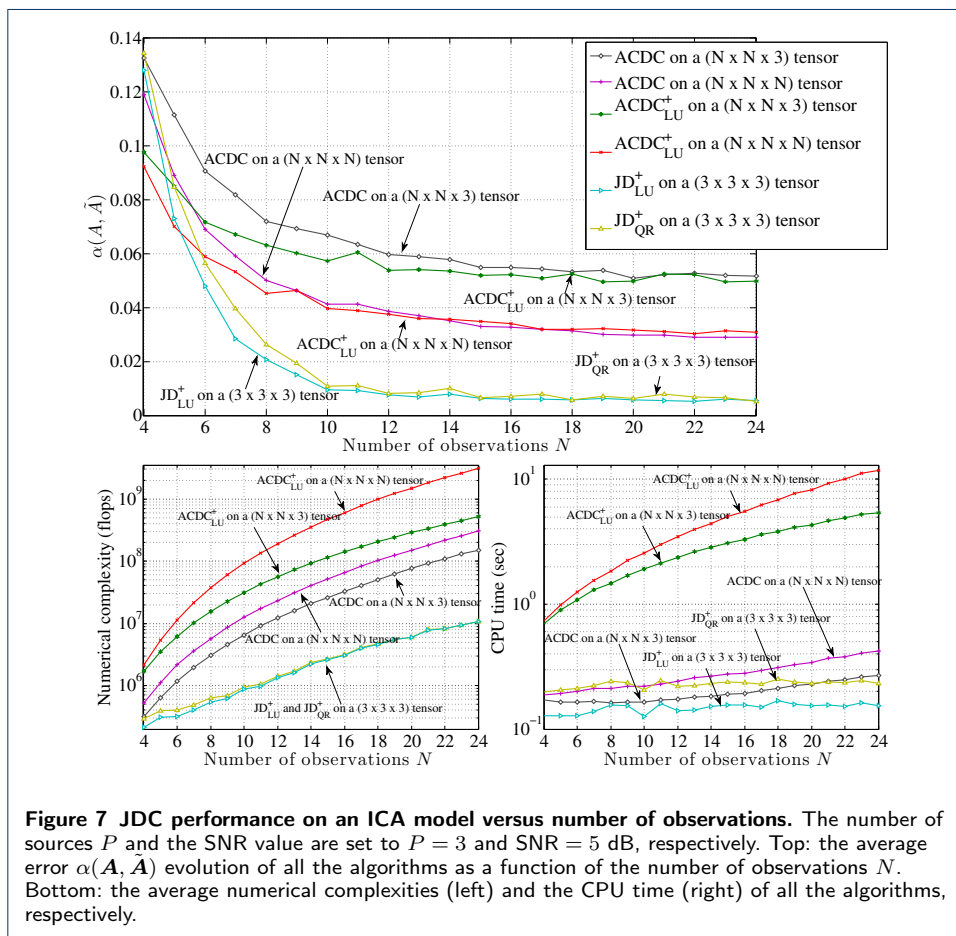 0.14
0.12
0.1
0.08
0.06
0.04
0.02
0
α(A, Ã)
4 6 8 10 12 14 16 18 20 22 24
Number of observations N
ACDC on a (N x N x 3) tensor
ACDC on a (N x N x N) tensor
ACDC⁺LU on a (N x N x 3) tensor
ACDC⁺LU on a (N x N x N) tensor
JD⁺LU on a (3 x 3 x 3) tensor
JD⁺QR on a (3 x 3 x 3) tensor
ACDC on a (N x N x N) tensor
ACDC on a (N x N x 3) tensor
ACDC⁺LU on a (N x N x 3) tensor
ACDC⁺LU on a (N x N x N) tensor
JD⁺QR on a (3 x 3 x 3) tensor
JD⁺LU on a (3 x 3 x 3) tensor
Numerical complexity (flops)
10⁹
10⁸
10⁷
10⁶
ACDC⁺LU on a (N x N x N) tensor
ACDC⁺LU on a (N x N x 3) tensor
ACDC on a (N x N x 3) tensor
ACDC on a (N x N x N) tensor
JD⁺LU and JD⁺QR on a (3 x 3 x 3) tensor
4 6 8 10 12 14 16 18 20 22 24
Number of observations N
CPU time (sec)
10¹
10⁰
10⁻¹
ACDC⁺LU on a (N x N x N) tensor
ACDC⁺LU on a (N x N x 3) tensor
ACDC on a (N x N x N) tensor
JD⁺QR on a (3 x 3 x 3) tensor
ACDC on a (N x N x 3) tensor
JD⁺LU on a (3 x 3 x 3) tensor
4 6 8 10 12 14 16 18 20 22 24
Number of observations N
Figure 7 JDC performance on an ICA model versus number of observations. The number of
sources P and the SNR value are set to P = 3 and SNR = 5 dB, respectively. Top: the average
error α(A, Ã) evolution of all the algorithms as a function of the number of observations N.
Bottom: the average numerical complexities (left) and the CPU time (right) of all the algorithms,
respectively.